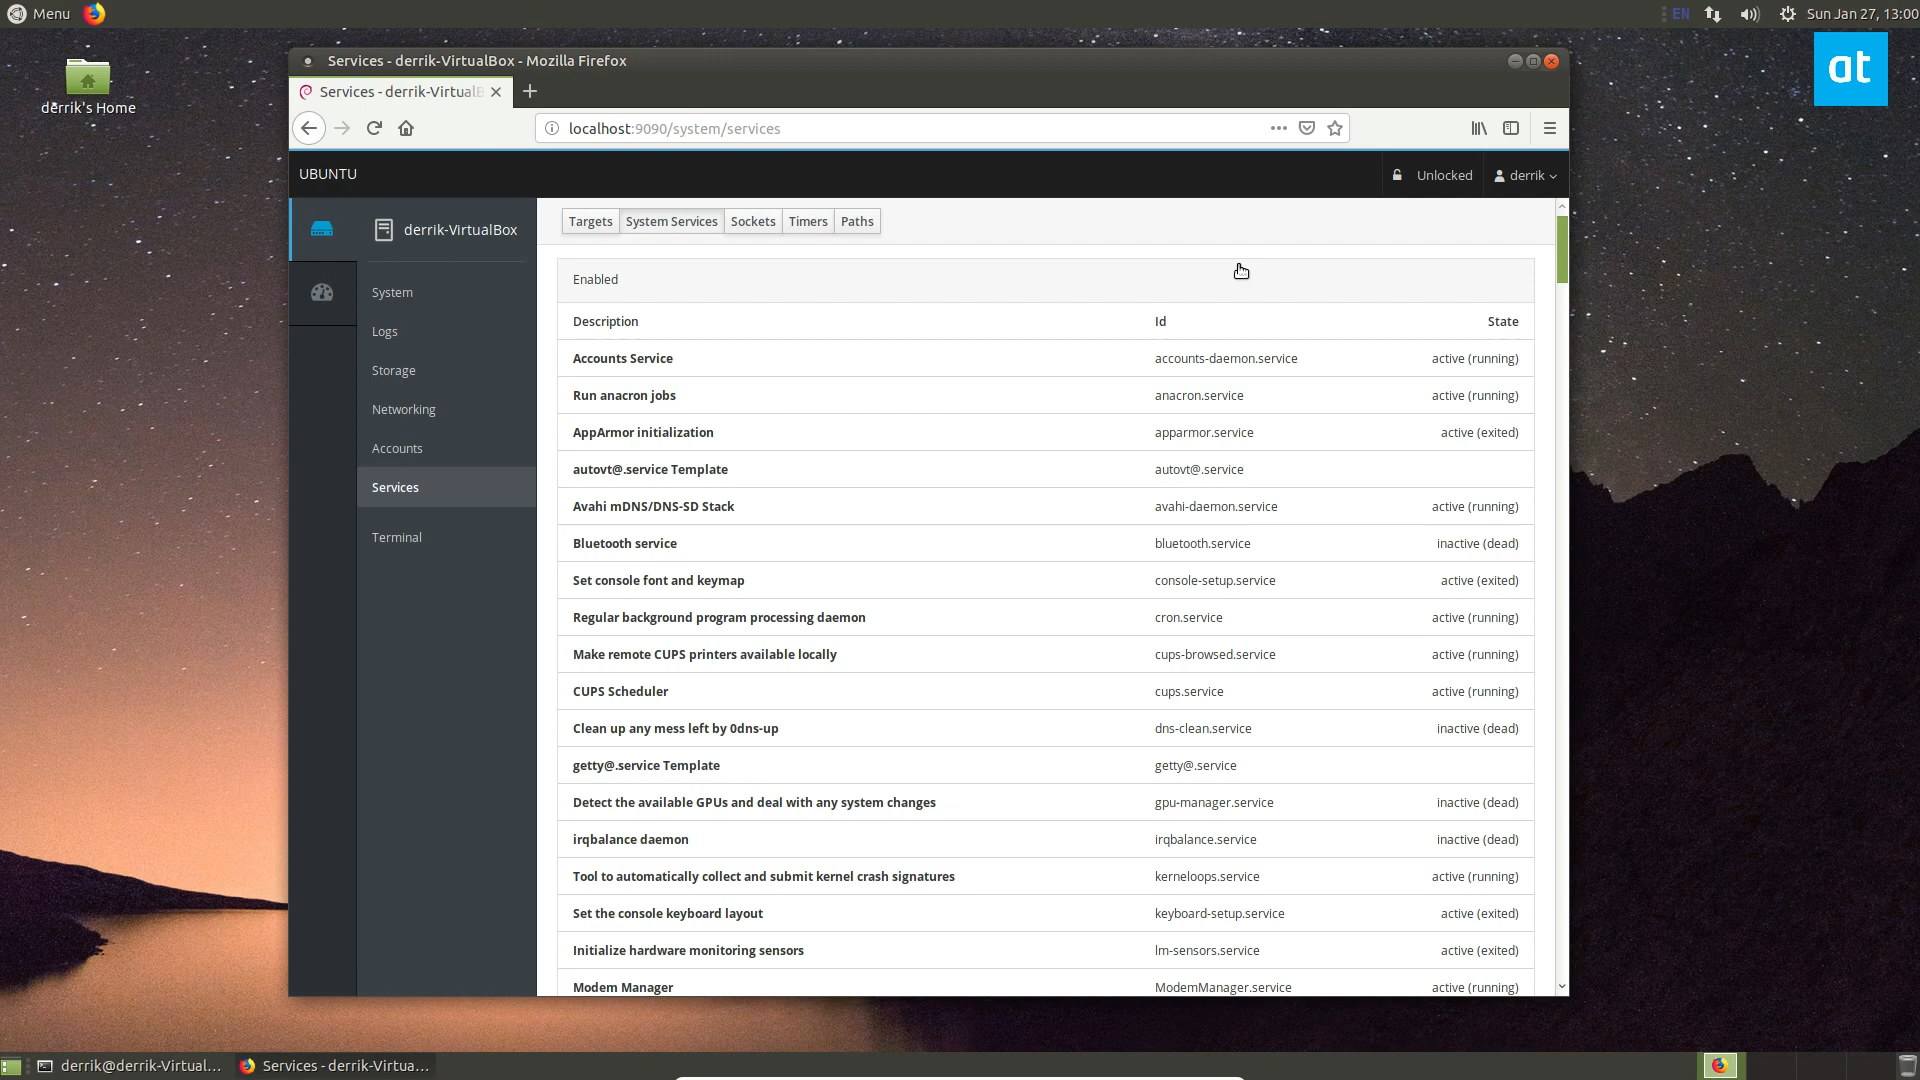 Menu
EN
Sun Jan 27, 13:00
at
derrik's Home
Services - derrik-VirtualBox - Mozilla Firefox
Services - derrik-VirtualB
localhost:9090/system/services
UBUNTU
Unlocked
derrik
derrik-VirtualBox
System
Logs
Storage
Networking
Accounts
Services
Terminal
Targets System Services Sockets Timers Paths
Enabled
Description Id State
Accounts Service accounts-daemon.service active (running)
Run anacron jobs anacron.service active (running)
AppArmor initialization apparmor.service active (exited)
autovt@.service Template autovt@.service
Avahi mDNS/DNS-SD Stack avahi-daemon.service active (running)
Bluetooth service bluetooth.service inactive (dead)
Set console font and keymap console-setup.service active (exited)
Regular background program processing daemon cron.service active (running)
Make remote CUPS printers available locally cups-browsed.service active (running)
CUPS Scheduler cups.service active (running)
Clean up any mess left by 0dns-up dns-clean.service inactive (dead)
getty@.service Template getty@.service
Detect the available GPUs and deal with any system changes gpu-manager.service inactive (dead)
irqbalance daemon irqbalance.service inactive (dead)
Tool to automatically collect and submit kernel crash signatures kerneloops.service active (running)
Set the console keyboard layout keyboard-setup.service active (exited)
Initialize hardware monitoring sensors lm-sensors.service active (exited)
Modem Manager ModemManager.service active (running)
derrik@derrik-Virtual...
Services - derrik-Virtua...